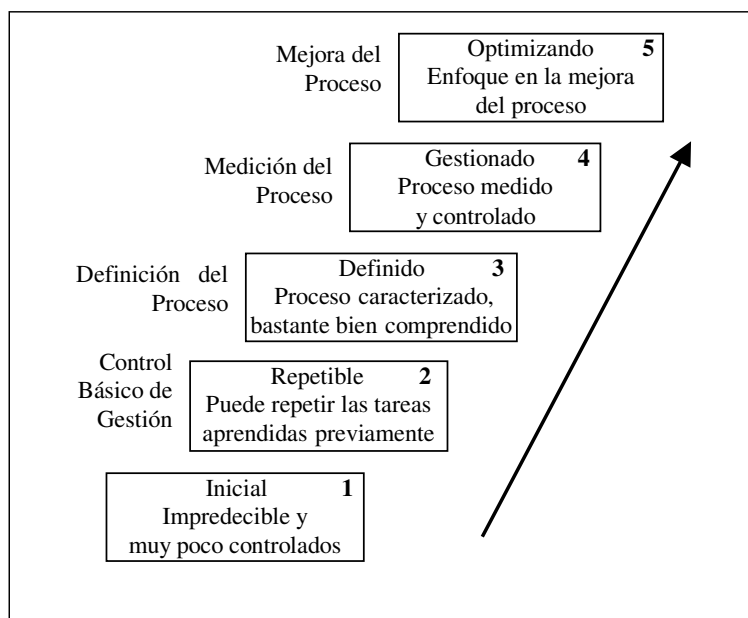 Mejora del
Proceso
Optimizando 5
Enfoque en la mejora
del proceso
Medición del
Proceso
Gestionado 4
Proceso medido
y controlado
Definición del
Proceso
Definido 3
Proceso caracterizado,
bastante bien comprendido
Control
Básico de
Gestión
Repetible 2
Puede repetir las tareas
aprendidas previamente
Inicial 1
Impredecible y
muy poco controlados